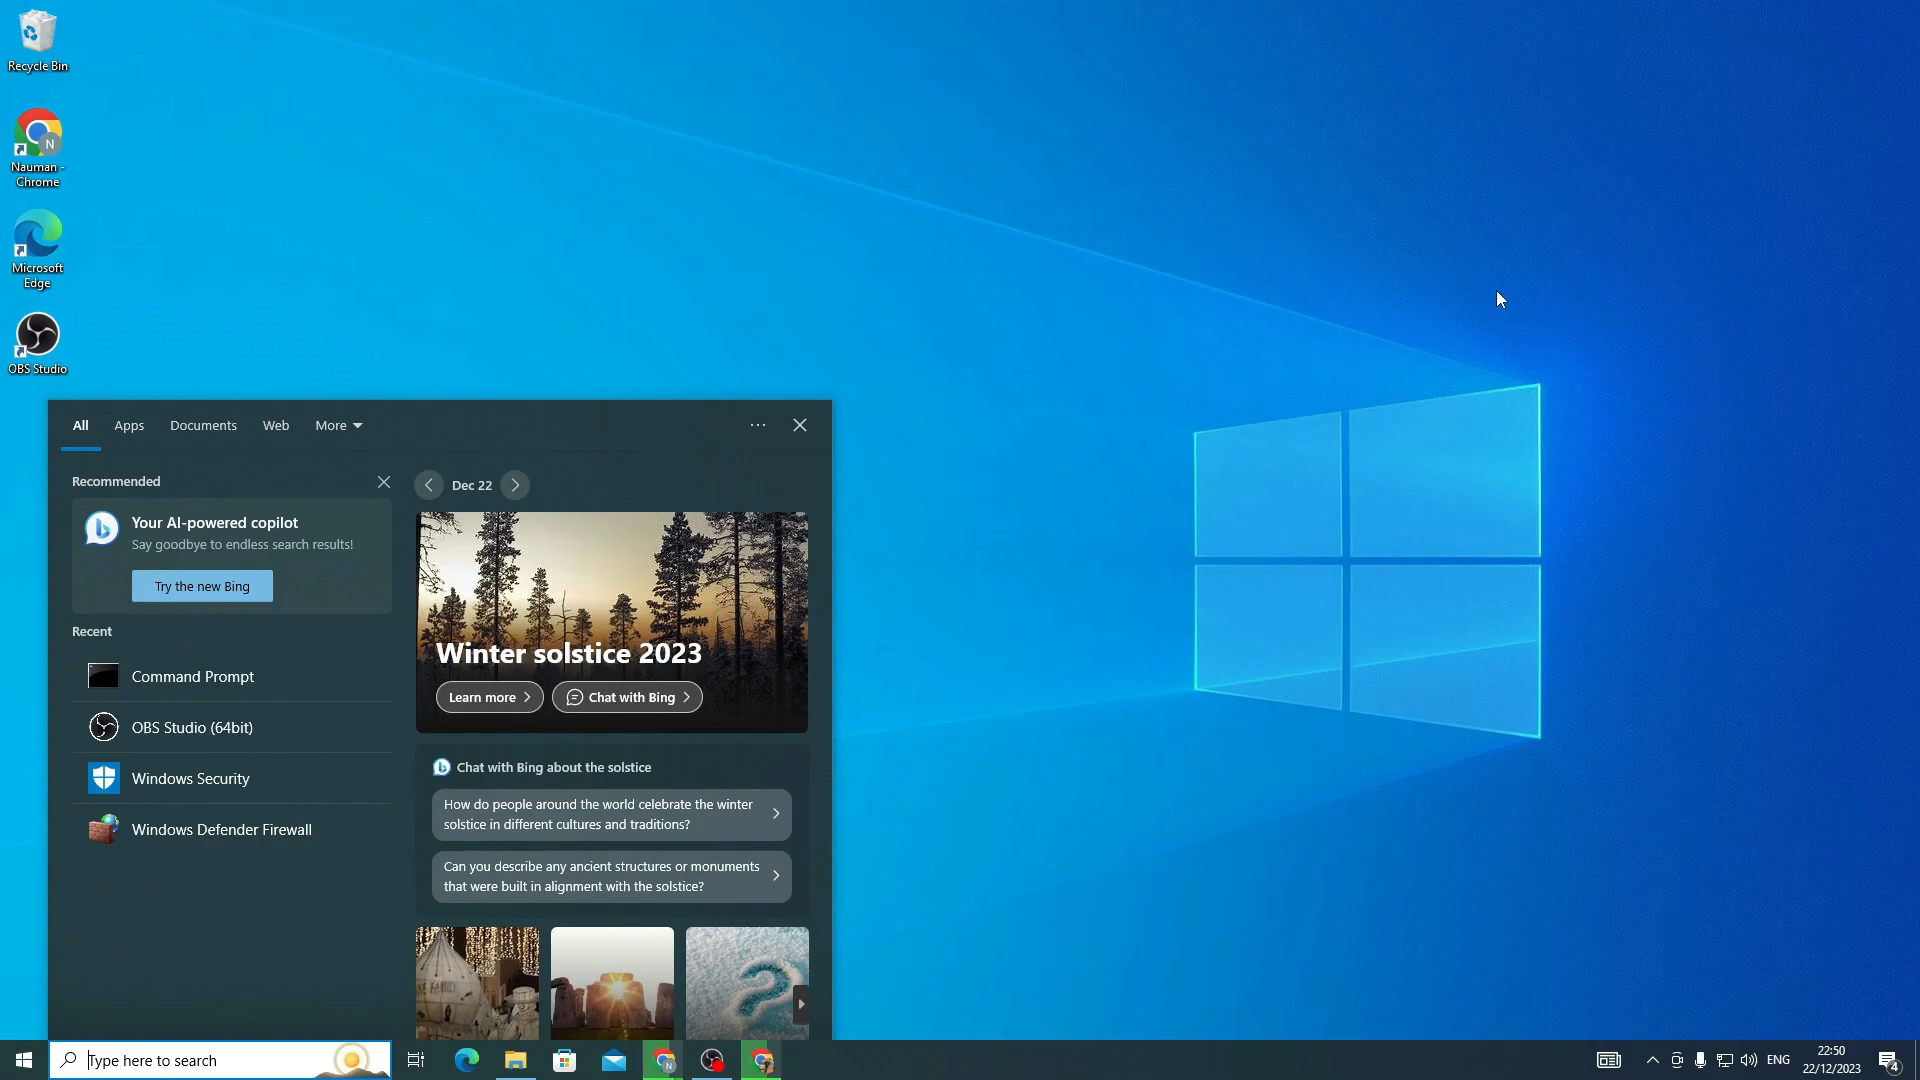 Recycle Bin
N
Nauman -
Chrome
Microsoft
Edge
OBS Studio
All
Apps
Documents
Web
More
Recommended
Your AI-powered copilot
Say goodbye to endless search results!
Try the new Bing
Recent
Command Prompt
OBS Studio (64bit)
Windows Security
Windows Defender Firewall
Dec 22
Winter solstice 2023
Learn more
Chat with Bing
Chat with Bing about the solstice
How do people around the world celebrate the winter
solstice in different cultures and traditions?
Can you describe any ancient structures or monuments
that were built in alignment with the solstice?
Type here to search
N
ENG
22:50
22/12/2023
4